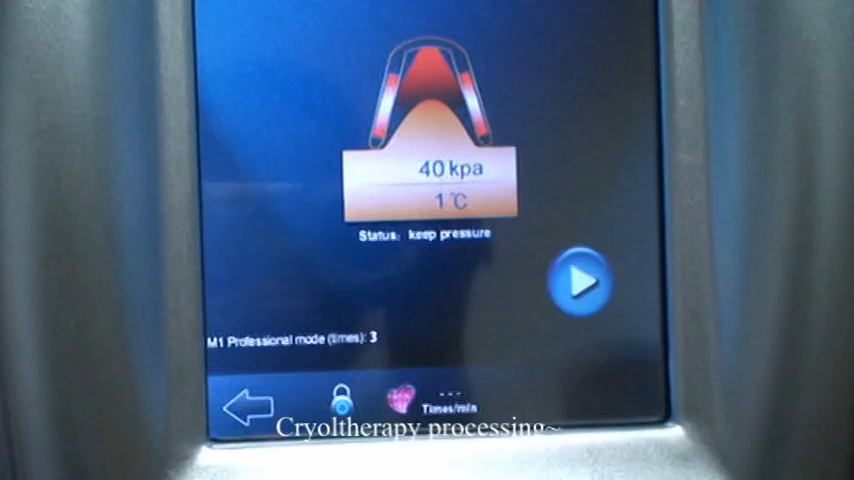 40 kpa
1 ℃
Status: keep pressure
M1 Professional mode (times): 3
---
Times/min
Cryoltherapy processing~